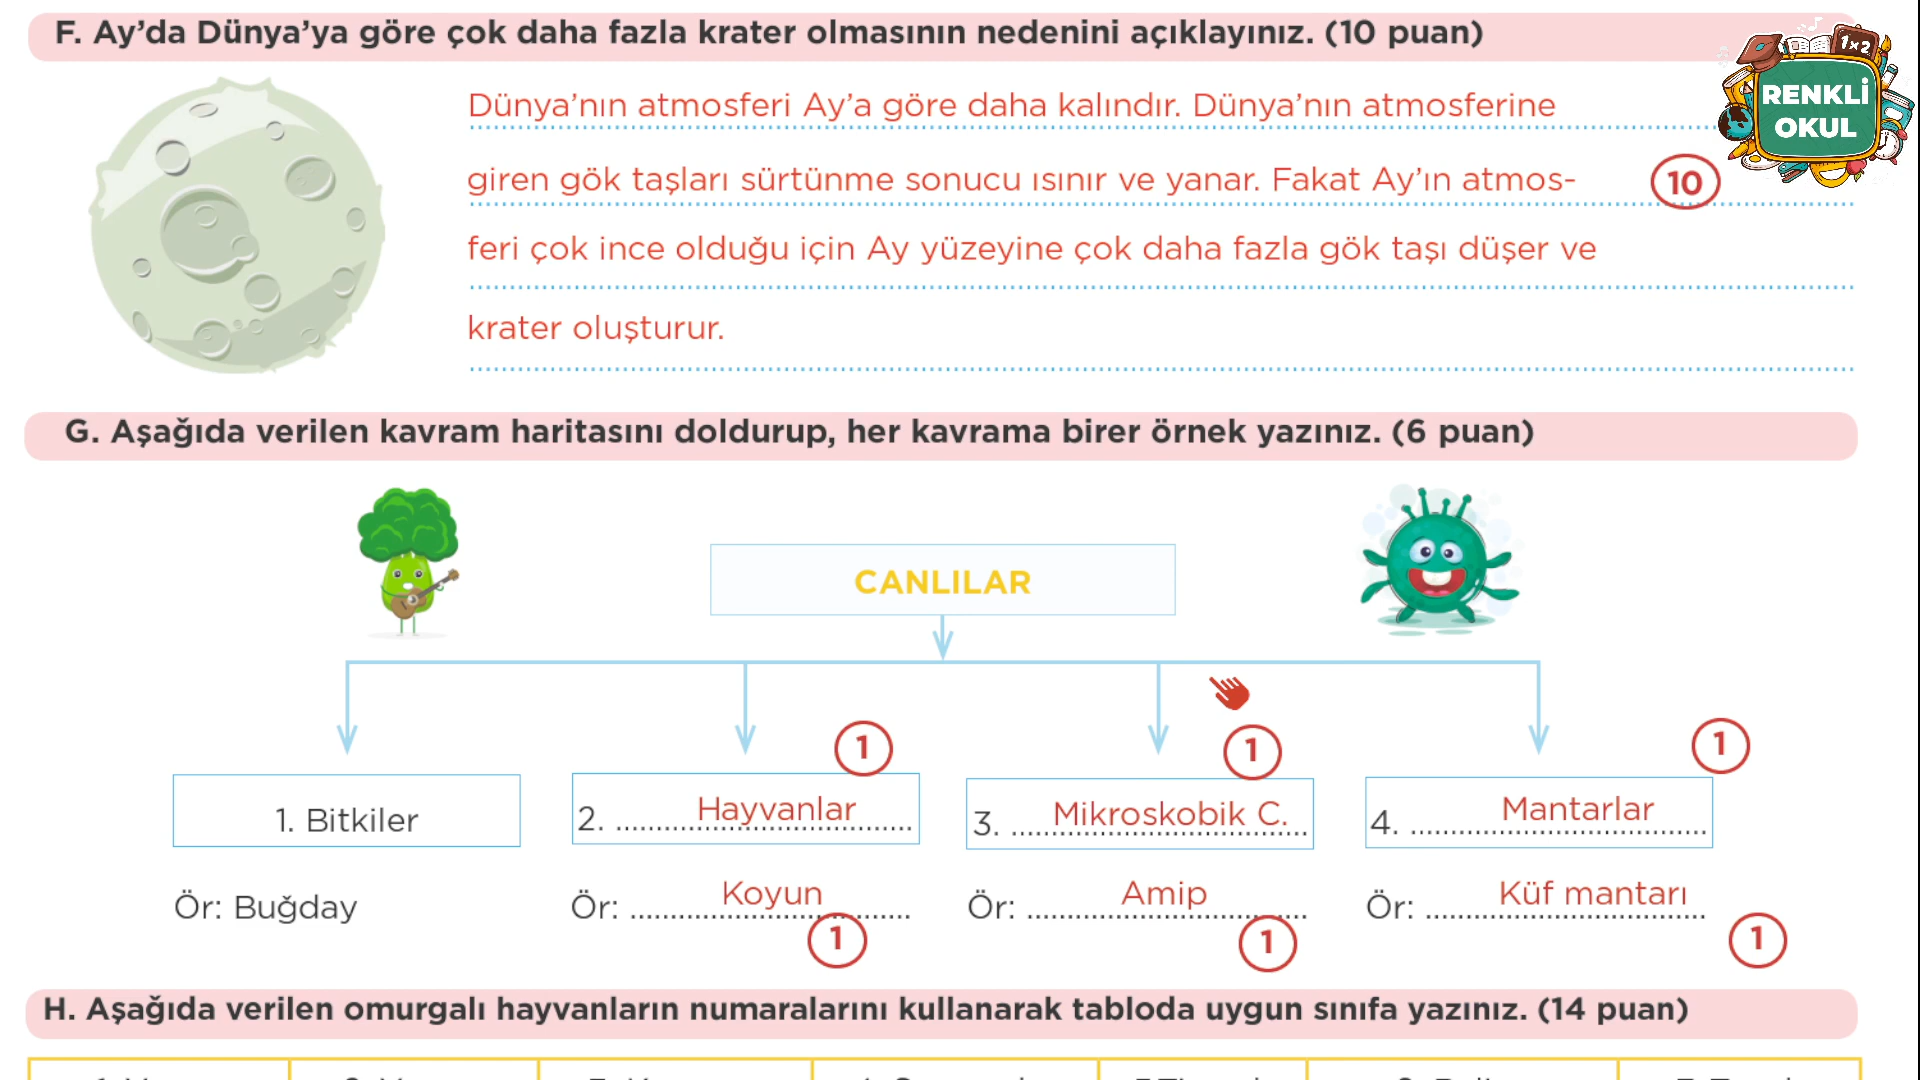 F. Ay'da Dünya'ya göre çok daha fazla krater olmasının nedenini açıklayınız. (10 puan)
1x2
RENKLİ
OKUL
Dünya'nın atmosferi Ay'a göre daha kalındır. Dünya'nın atmosferine
giren gök taşları sürtünme sonucu ısınır ve yanar. Fakat Ay'ın atmos-
10
feri çok ince olduğu için Ay yüzeyine çok daha fazla gök taşı düşer ve
krater oluşturur.
G. Aşağıda verilen kavram haritasını doldurup, her kavrama birer örnek yazınız. (6 puan)
CANLILAR
1 1 1
1. Bitkiler
2. Hayvanlar
3. Mikroskobik C.
4. Mantarlar
Ör: Buğday
Ör: Koyun
Ör: Amip
Ör: Küf mantarı
1 1 1
H. Aşağıda verilen omurgalı hayvanların numaralarını kullanarak tabloda uygun sınıfa yazınız. (14 puan)